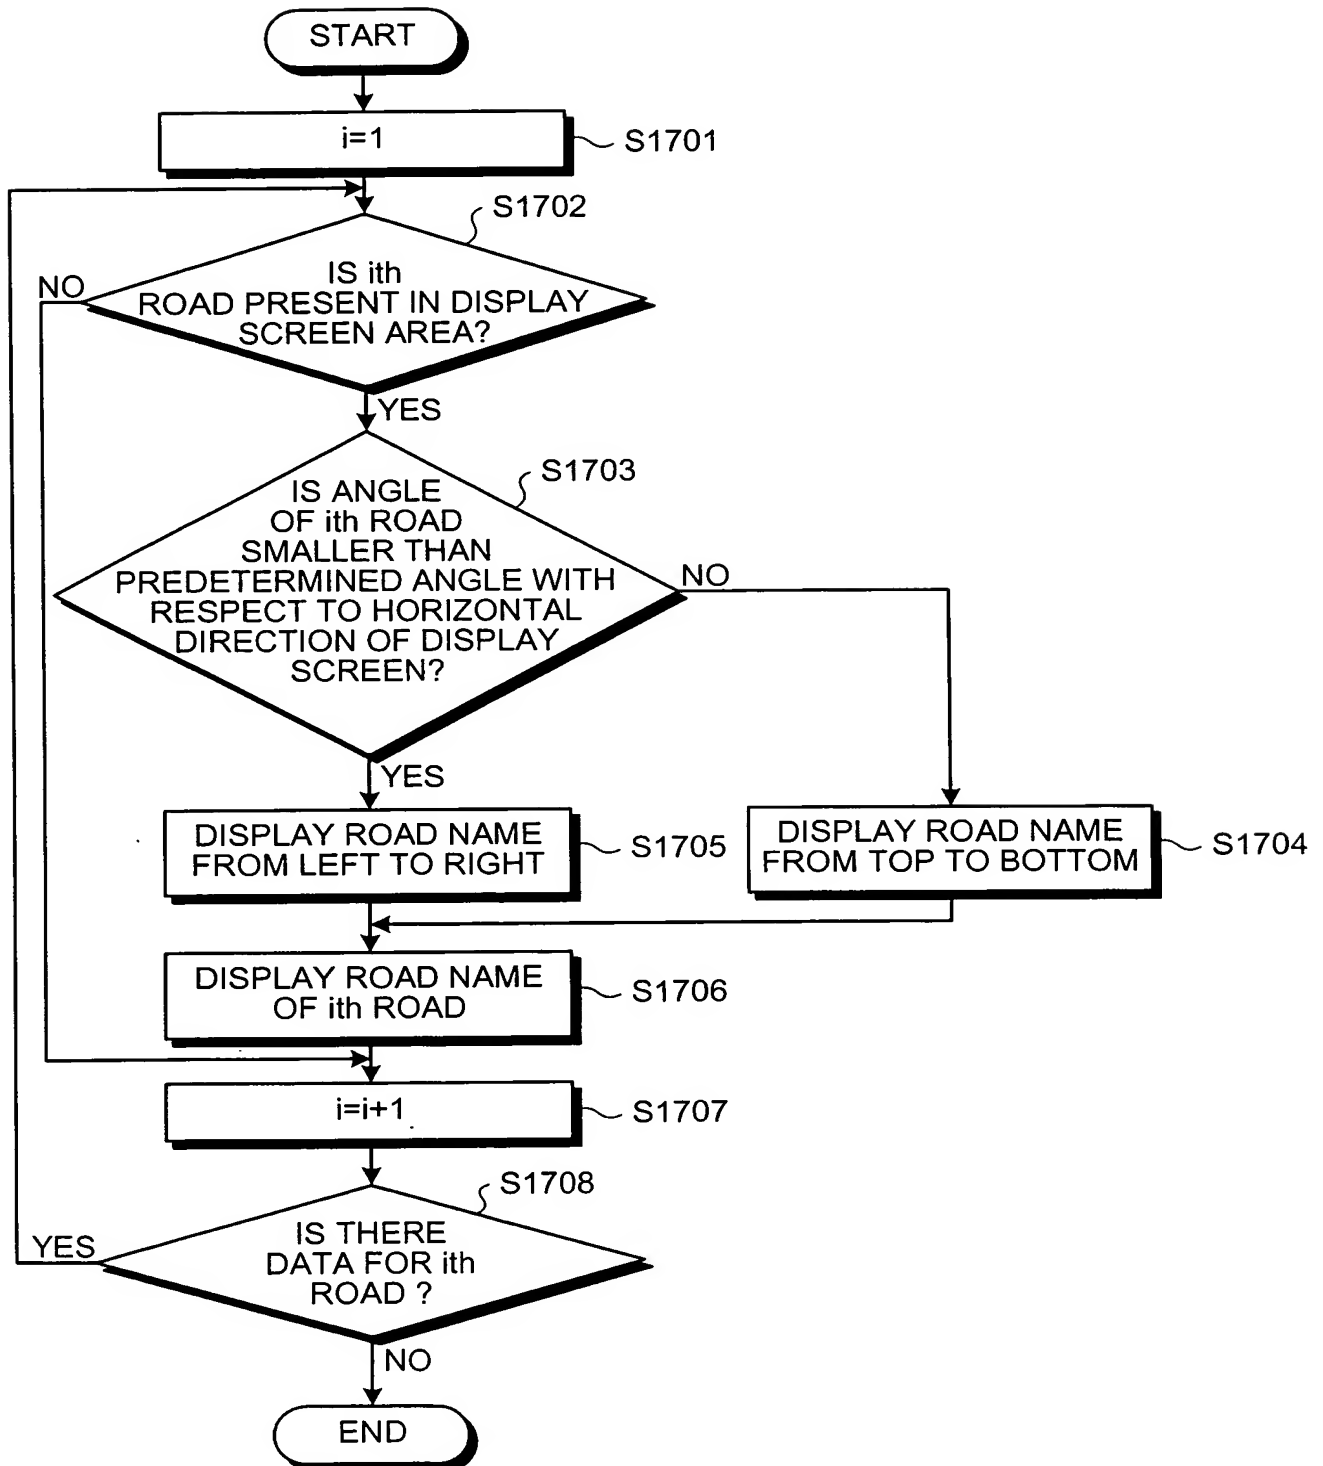 START
i=1
S1701
S1702
NO
IS ith
ROAD PRESENT IN DISPLAY
SCREEN AREA?
YES
S1703
IS ANGLE
OF ith ROAD
SMALLER THAN
PREDETERMINED ANGLE WITH
RESPECT TO HORIZONTAL
DIRECTION OF DISPLAY
SCREEN?
NO
YES
DISPLAY ROAD NAME
FROM LEFT TO RIGHT
S1705
DISPLAY ROAD NAME
FROM TOP TO BOTTOM
S1704
DISPLAY ROAD NAME
OF ith ROAD
S1706
i=i+1
S1707
S1708
YES
IS THERE
DATA FOR ith
ROAD ?
NO
END